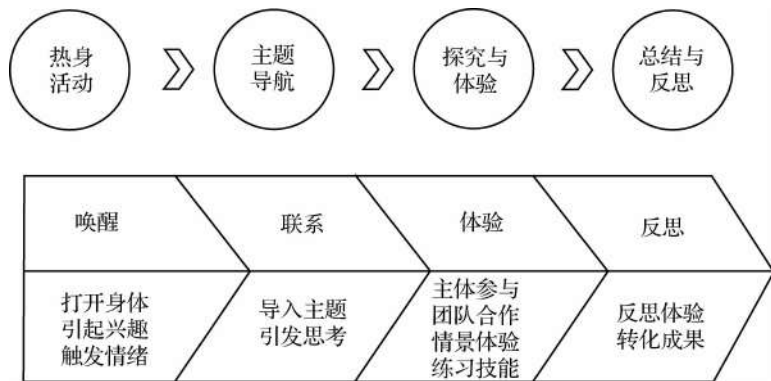 热身
活动
主题
导航
探究与
体验
总结与
反思
唤醒
联系
体验
反思
打开身体
引起兴趣
触发情绪
导入主题
引发思考
主体参与
团队合作
情景体验
练习技能
反思体验
转化成果